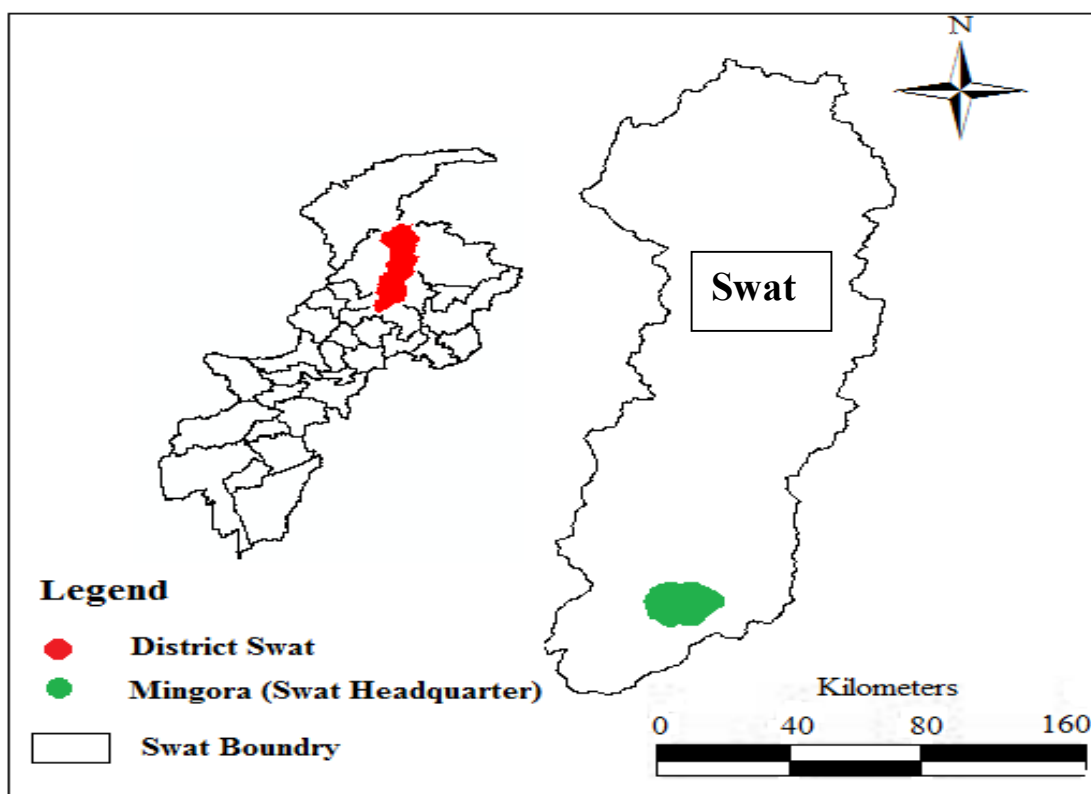 N
Swat
Legend
District Swat
Mingora (Swat Headquarter)
Swat Boundry
Kilometers
0 40 80 160